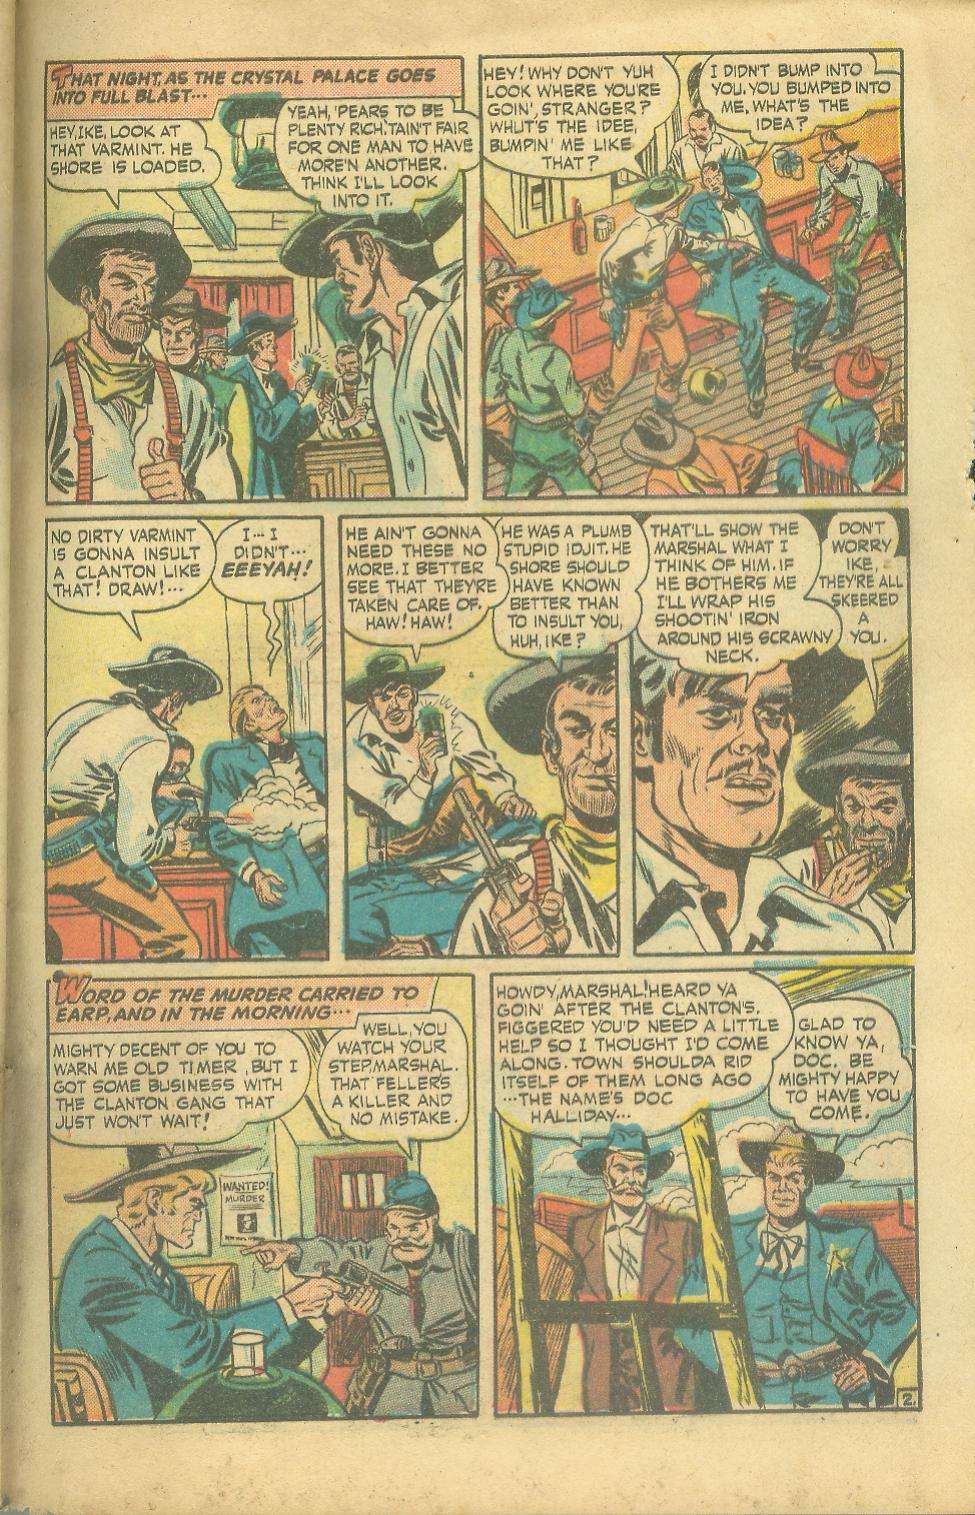 THAT NIGHT, AS THE CRYSTAL PALACE GOES
INTO FULL BLAST...
HEY, IKE, LOOK AT
THAT VARMINT. HE
SHORE IS LOADED.
YEAH, 'PEARS TO BE
PLENTY RICH. TAIN'T FAIR
FOR ONE MAN TO HAVE
MORE'N ANOTHER.
THINK I'LL LOOK
INTO IT.
HEY! WHY DON'T YUH
LOOK WHERE YOU'RE
GOIN', STRANGER?
WHUT'S THE IDEE,
BUMPIN' ME LIKE
THAT?
I DIDN'T BUMP INTO
YOU. YOU BUMPED INTO
ME. WHAT'S THE
IDEA?
NO DIRTY VARMINT
IS GONNA INSULT
A CLANTON LIKE
THAT! DRAW!...
I--I
DIDN'T...
EEEYAH!
HE AIN'T GONNA
NEED THESE NO
MORE. I BETTER
SEE THAT THEY'RE
TAKEN CARE OF.
HAW! HAW!
HE WAS A PLUMB
STUPID IDJIT. HE
SHORE SHOULD
HAVE KNOWN
BETTER THAN
TO INSULT YOU,
HUH, IKE?
THAT'LL SHOW THE
MARSHAL WHAT I
THINK OF HIM. IF
HE BOTHERS ME
I'LL WRAP HIS
SHOOTIN' IRON
AROUND HIS SCRAWNY
NECK.
DON'T
WORRY
IKE,
THEY'RE ALL
SKEERED
A
YOU.
WORD OF THE MURDER CARRIED TO
EARP, AND IN THE MORNING...
MIGHTY DECENT OF YOU TO
WARN ME OLD TIMER, BUT I
GOT SOME BUSINESS WITH
THE CLANTON GANG THAT
JUST WON'T WAIT!
WELL, YOU
WATCH YOUR
STEP, MARSHAL.
THAT FELLER'S
A KILLER AND
NO MISTAKE.
WANTED!
MURDER
HOWDY, MARSHAL! HEARD YA
GOIN' AFTER THE CLANTON'S.
FIGGERED YOU'D NEED A LITTLE
HELP SO I THOUGHT I'D COME
ALONG. TOWN SHOULDA RID
ITSELF OF THEM LONG AGO
...THE NAME'S DOC
HALLIDAY...
GLAD TO
KNOW YA,
DOC. BE
MIGHTY HAPPY
TO HAVE YOU
COME.
2